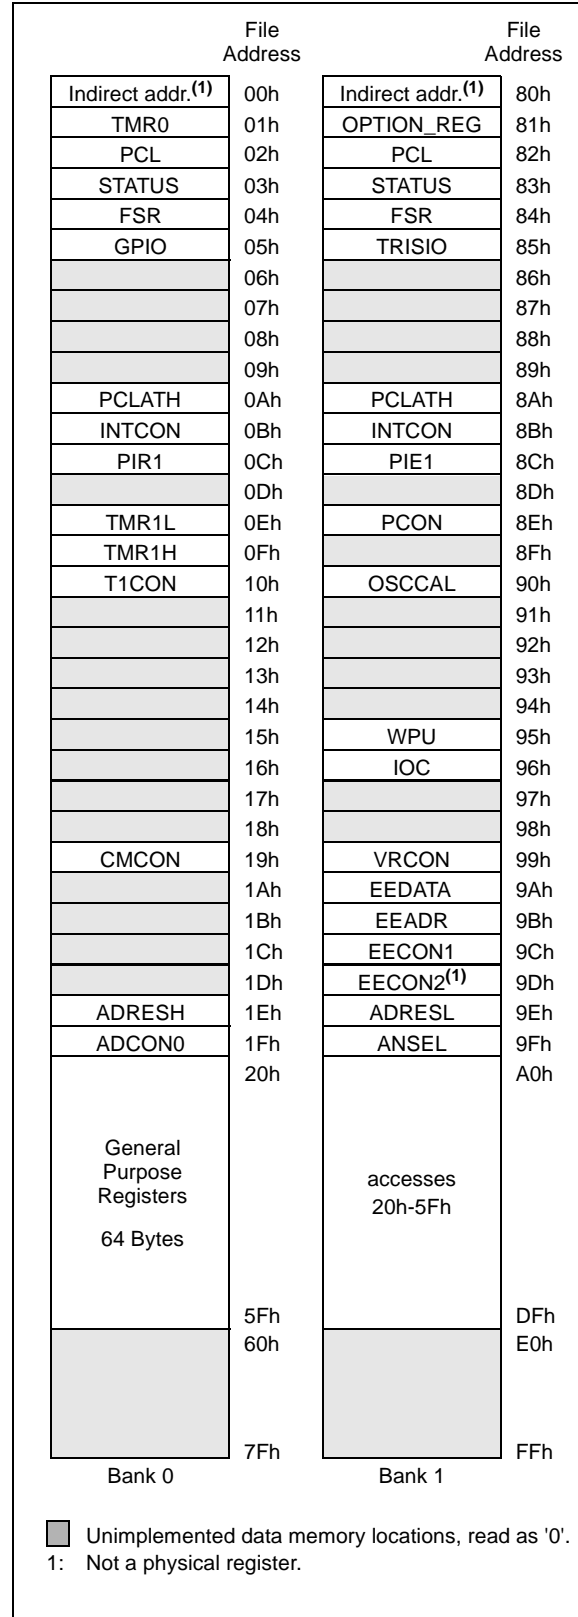 File Address File Address
Indirect addr.(1) 00h Indirect addr.(1) 80h
TMR0 01h OPTION_REG 81h
PCL 02h PCL 82h
STATUS 03h STATUS 83h
FSR 04h FSR 84h
GPIO 05h TRISIO 85h
06h 86h
07h 87h
08h 88h
09h 89h
PCLATH 0Ah PCLATH 8Ah
INTCON 0Bh INTCON 8Bh
PIR1 0Ch PIE1 8Ch
0Dh 8Dh
TMR1L 0Eh PCON 8Eh
TMR1H 0Fh 8Fh
T1CON 10h OSCCAL 90h
11h 91h
12h 92h
13h 93h
14h 94h
15h WPU 95h
16h IOC 96h
17h 97h
18h 98h
CMCON 19h VRCON 99h
1Ah EEDATA 9Ah
1Bh EEADR 9Bh
1Ch EECON1 9Ch
1Dh EECON2(1) 9Dh
ADRESH 1Eh ADRESL 9Eh
ADCON0 1Fh ANSEL 9Fh
20h A0h
General
Purpose
Registers
64 Bytes
accesses
20h-5Fh
5Fh DFh
60h E0h
7Fh FFh
Bank 0 Bank 1
Unimplemented data memory locations, read as '0'.
1: Not a physical register.